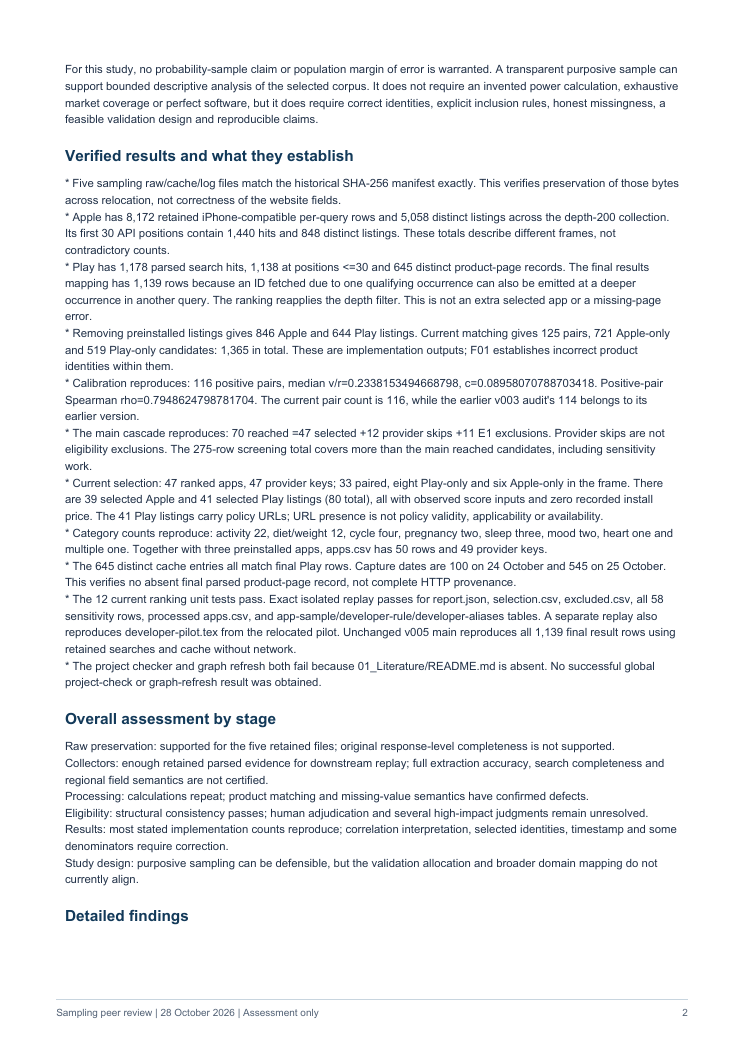 For this study, no probability-sample claim or population margin of error is warranted. A transparent purposive sample can
support bounded descriptive analysis of the selected corpus. It does not require an invented power calculation, exhaustive
market coverage or perfect software, but it does require correct identities, explicit inclusion rules, honest missingness, a
feasible validation design and reproducible claims.
Verified results and what they establish
* Five sampling raw/cache/log files match the historical SHA-256 manifest exactly. This verifies preservation of those bytes
across relocation, not correctness of the website fields.
* Apple has 8,172 retained iPhone-compatible per-query rows and 5,058 distinct listings across the depth-200 collection.
Its first 30 API positions contain 1,440 hits and 848 distinct listings. These totals describe different frames, not
contradictory counts.
* Play has 1,178 parsed search hits, 1,138 at positions <=30 and 645 distinct product-page records. The final results
mapping has 1,139 rows because an ID fetched due to one qualifying occurrence can also be emitted at a deeper
occurrence in another query. The ranking reapplies the depth filter. This is not an extra selected app or a missing-page
error.
* Removing preinstalled listings gives 846 Apple and 644 Play listings. Current matching gives 125 pairs, 721 Apple-only
and 519 Play-only candidates: 1,365 in total. These are implementation outputs; F01 establishes incorrect product
identities within them.
* Calibration reproduces: 116 positive pairs, median v/r=0.2338153494668798, c=0.08958070788703418. Positive-pair
Spearman rho=0.7948624798781704. The current pair count is 116, while the earlier v003 audit's 114 belongs to its
earlier version.
* The main cascade reproduces: 70 reached =47 selected +12 provider skips +11 E1 exclusions. Provider skips are not
eligibility exclusions. The 275-row screening total covers more than the main reached candidates, including sensitivity
work.
* Current selection: 47 ranked apps, 47 provider keys; 33 paired, eight Play-only and six Apple-only in the frame. There
are 39 selected Apple and 41 selected Play listings (80 total), all with observed score inputs and zero recorded install
price. The 41 Play listings carry policy URLs; URL presence is not policy validity, applicability or availability.
* Category counts reproduce: activity 22, diet/weight 12, cycle four, pregnancy two, sleep three, mood two, heart one and
multiple one. Together with three preinstalled apps, apps.csv has 50 rows and 49 provider keys.
* The 645 distinct cache entries all match final Play rows. Capture dates are 100 on 24 October and 545 on 25 October.
This verifies no absent final parsed product-page record, not complete HTTP provenance.
* The 12 current ranking unit tests pass. Exact isolated replay passes for report.json, selection.csv, excluded.csv, all 58
sensitivity rows, processed apps.csv, and app-sample/developer-rule/developer-aliases tables. A separate replay also
reproduces developer-pilot.tex from the relocated pilot. Unchanged v005 main reproduces all 1,139 final result rows using
retained searches and cache without network.
* The project checker and graph refresh both fail because 01_Literature/README.md is absent. No successful global
project-check or graph-refresh result was obtained.
Overall assessment by stage
Raw preservation: supported for the five retained files; original response-level completeness is not supported.
Collectors: enough retained parsed evidence for downstream replay; full extraction accuracy, search completeness and
regional field semantics are not certified.
Processing: calculations repeat; product matching and missing-value semantics have confirmed defects.
Eligibility: structural consistency passes; human adjudication and several high-impact judgments remain unresolved.
Results: most stated implementation counts reproduce; correlation interpretation, selected identities, timestamp and some
denominators require correction.
Study design: purposive sampling can be defensible, but the validation allocation and broader domain mapping do not
currently align.
Detailed findings
Sampling peer review | 28 October 2026 | Assessment only
2